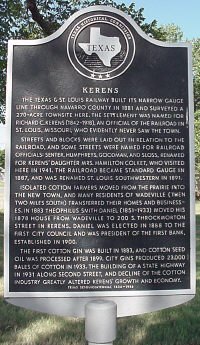 HISTORICAL
TEXAS
KERENS
THE TEXAS & ST. LOUIS RAILWAY BUILT ITS NARROW GAUGE
LINE THROUGH NAVARRO COUNTY IN 1881 AND SURVEYED A
270-ACRE TOWNSITE HERE. THE SETTLEMENT WAS NAMED FOR
RICHARD C. KERENS (1842-1916), AN OFFICIAL OF THE RAILROAD IN
ST. LOUIS, MISSOURI, WHO EVIDENTLY NEVER SAW THE TOWN.
STREETS AND BLOCKS WERE LAID OUT IN RELATION TO THE
RAILROAD, AND SOME STREETS WERE NAMED FOR RAILROAD
OFFICIALS. SENTER, HUMPHREYS, GOODMAN, AND SOUSS, RENAMED
FOR KERENS' DAUGHTER MRS. HAMILTON COLKET, WHO VISITED
HERE IN 1941. THE RAILROAD BECAME STANDARD GAUGE IN
1887, AND WAS RENAMED ST. LOUIS SOUTHWESTERN IN 1891.
ISOLATED COTTON FARMERS MOVED FROM THE PRAIRIE INTO
THE NEW TOWN, AND MANY RESIDENTS OF WADEVILLE (THEN
TWO MILES SOUTH) TRANSFERRED THEIR HOMES AND BUSINESS-
ES. IN 1883 THEOPHILUS SMITH DANIEL (1851-1933) MOVED HIS
1878 HOUSE FROM WADEVILLE TO 200 S. THROCKMORTON
STREET IN KERENS. DANIEL WAS ELECTED IN 1888 TO THE
FIRST CITY COUNCIL AND WAS PRESIDENT OF THE FIRST BANK,
ESTABLISHED IN 1900.
THE FIRST COTTON GIN WAS BUILT IN 1883, AND COTTON SEED
OIL WAS PROCESSED AFTER 1899. CITY GINS PRODUCED 23,000
BALES OF COTTON IN 1933. THE BUILDING OF A STATE HIGHWAY
IN 1931 ALONG SECOND STREET, AND DECLINE OF THE COTTON
INDUSTRY GREATLY ALTERED KERENS' GROWTH AND ECONOMY.
TEXAS SESQUICENTENNIAL 1836-1986